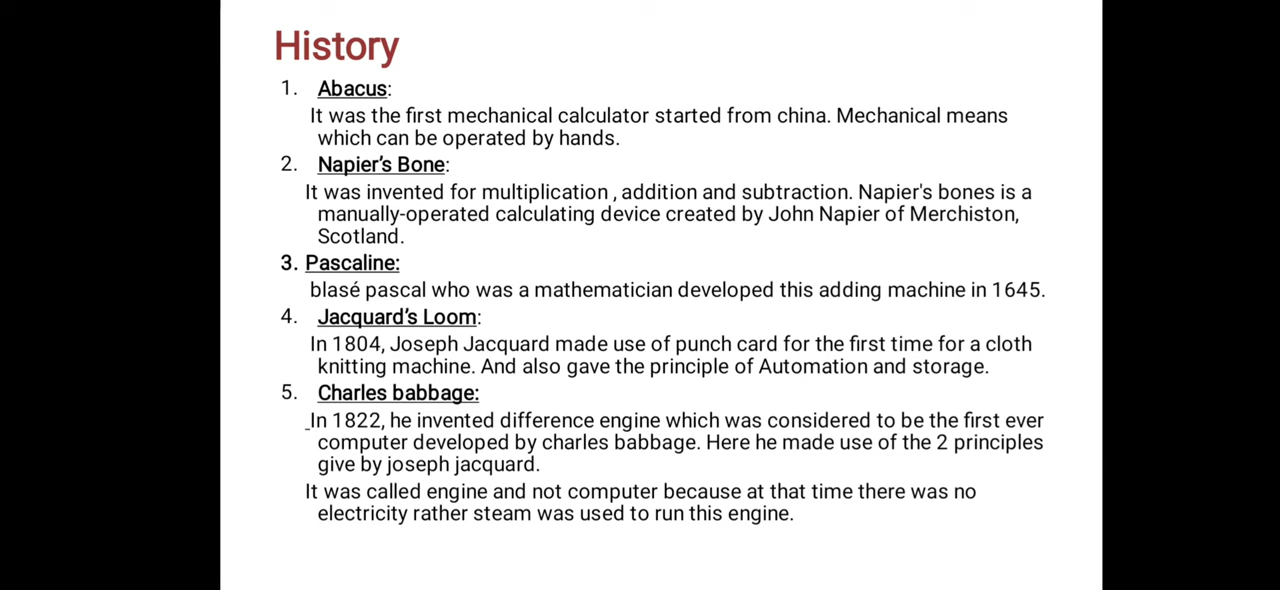 History
1. Abacus:
It was the first mechanical calculator started from china. Mechanical means
which can be operated by hands.
2. Napier’s Bone:
It was invented for multiplication , addition and subtraction. Napier's bones is a
manually-operated calculating device created by John Napier of Merchiston,
Scotland.
3. Pascaline:
blasé pascal who was a mathematician developed this adding machine in 1645.
4. Jacquard’s Loom:
In 1804, Joseph Jacquard made use of punch card for the first time for a cloth
knitting machine. And also gave the principle of Automation and storage.
5. Charles babbage:
In 1822, he invented difference engine which was considered to be the first ever
computer developed by charles babbage. Here he made use of the 2 principles
give by joseph jacquard.
It was called engine and not computer because at that time there was no
electricity rather steam was used to run this engine.